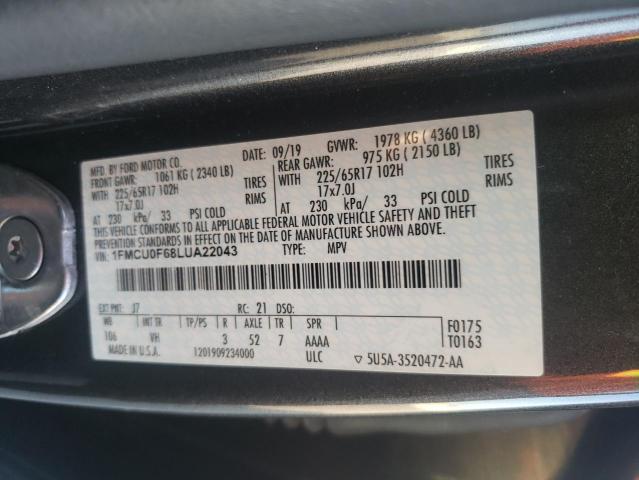 MFD. BY FORD MOTOR CO. DATE: 09/19 GVWR: 1978 KG ( 4360 LB)
FRONT GAWR: 1061 KG ( 2340 LB) REAR GAWR: 975 KG ( 2150 LB)
WITH 225/65R17 102H TIRES WITH 225/65R17 102H TIRES
17x7.0J RIMS 17x7.0J RIMS
AT 230 kPa/ 33 PSI COLD AT 230 kPa/ 33 PSI COLD
THIS VEHICLE CONFORMS TO ALL APPLICABLE FEDERAL MOTOR VEHICLE SAFETY AND THEFT
PREVENTION STANDARDS IN EFFECT ON THE DATE OF MANUFACTURE SHOWN ABOVE.
VIN: 1FMCU0F68LUA22043 TYPE: MPV
EXT PNT: J7 RC: 21 DSO:
WB INT TR TP/PS R AXLE TR SPR F0175
106 VH 3 52 7 AAAA T0163
MADE IN U.S.A. 1201909234000 ULC ▽ 5U5A-3520472-AA